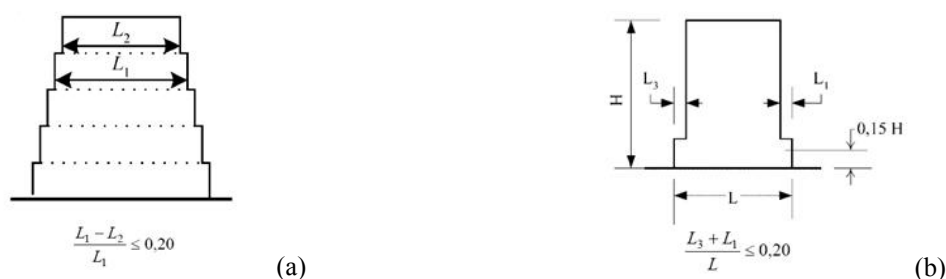 L₂
L₁
(L₁ − L₂) / L₁ ≤ 0,20
(a)
H
L₃
L₁
0,15 H
L
(L₃ + L₁) / L ≤ 0,20
(b)